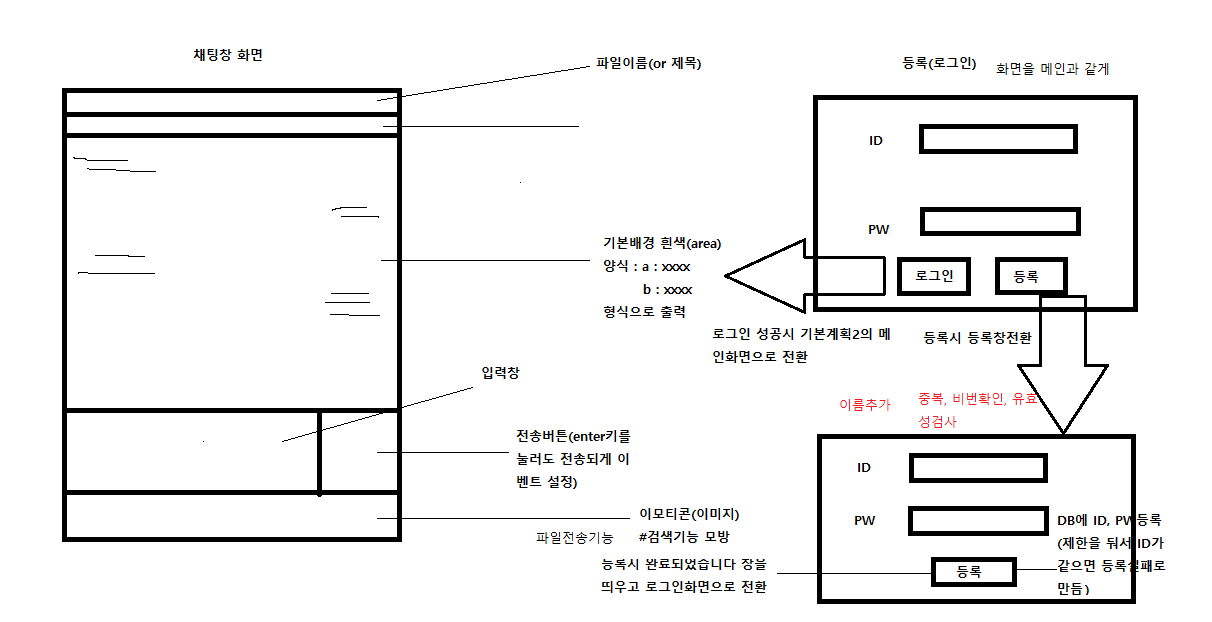 채팅창 화면
파일이름(or 제목)
기본배경 흰색(area)
양식 : a : xxxx
b : xxxx
형식으로 출력
입력창
전송버튼(enter키를
눌러도 전송되게 이
벤트 설정)
이모티콘(이미지)
#검색기능 모방
파일전송기능
등록(로그인)
화면을 메인과 같게
ID
PW
로그인
등록
로그인 성공시 기본계획2의 메
인화면으로 전환
등록시 등록창전환
이름추가
중복, 비번확인, 유효
성검사
ID
PW
등록
DB에 ID, PW등록
(제한을 둬서 ID가
같으면 등록실패로
만듬)
등록시 완료되었습니다 창을
띄우고 로그인화면으로 전환